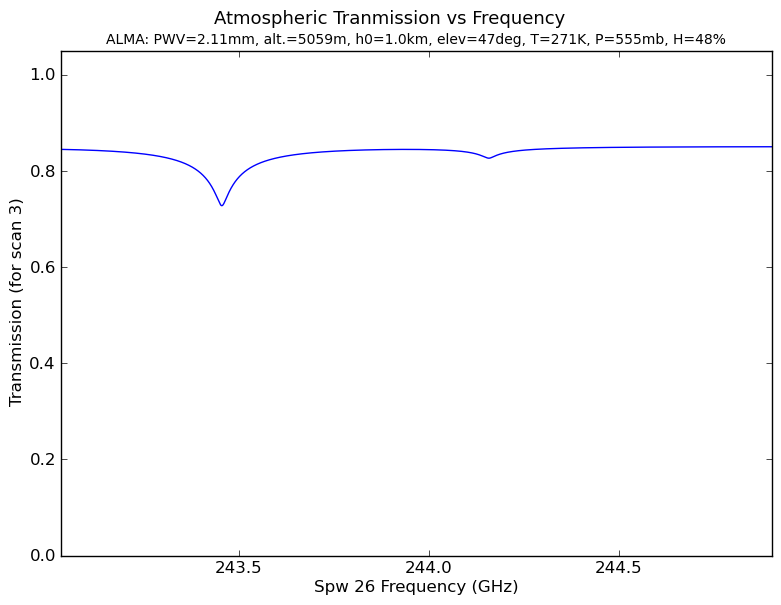 Atmospheric Tranmission vs Frequency
ALMA: PWV=2.11mm, alt.=5059m, h0=1.0km, elev=47deg, T=271K, P=555mb, H=48%
1.0
0.8
0.6
0.4
0.2
0.0
Transmission (for scan 3)
243.5 244.0 244.5
Spw 26 Frequency (GHz)